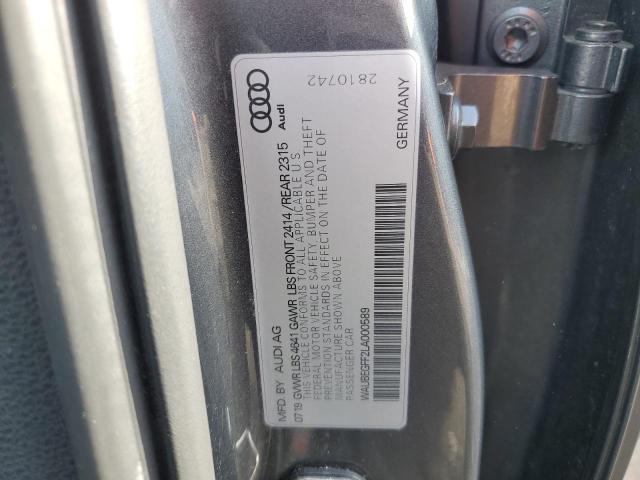 MFD. BY AUDI AG
07 19 GVWR LBS 4641 GAWR LBS FRONT 2414 / REAR 2315
THIS VEHICLE CONFORMS TO ALL APPLICABLE U S
FEDERAL MOTOR VEHICLE SAFETY, BUMPER AND THEFT
PREVENTION STANDARDS IN EFFECT ON THE DATE OF
MANUFACTURE SHOWN ABOVE
PASSENGER CAR
WAUBEGFF2LA000589
GERMANY
Audi
2810742